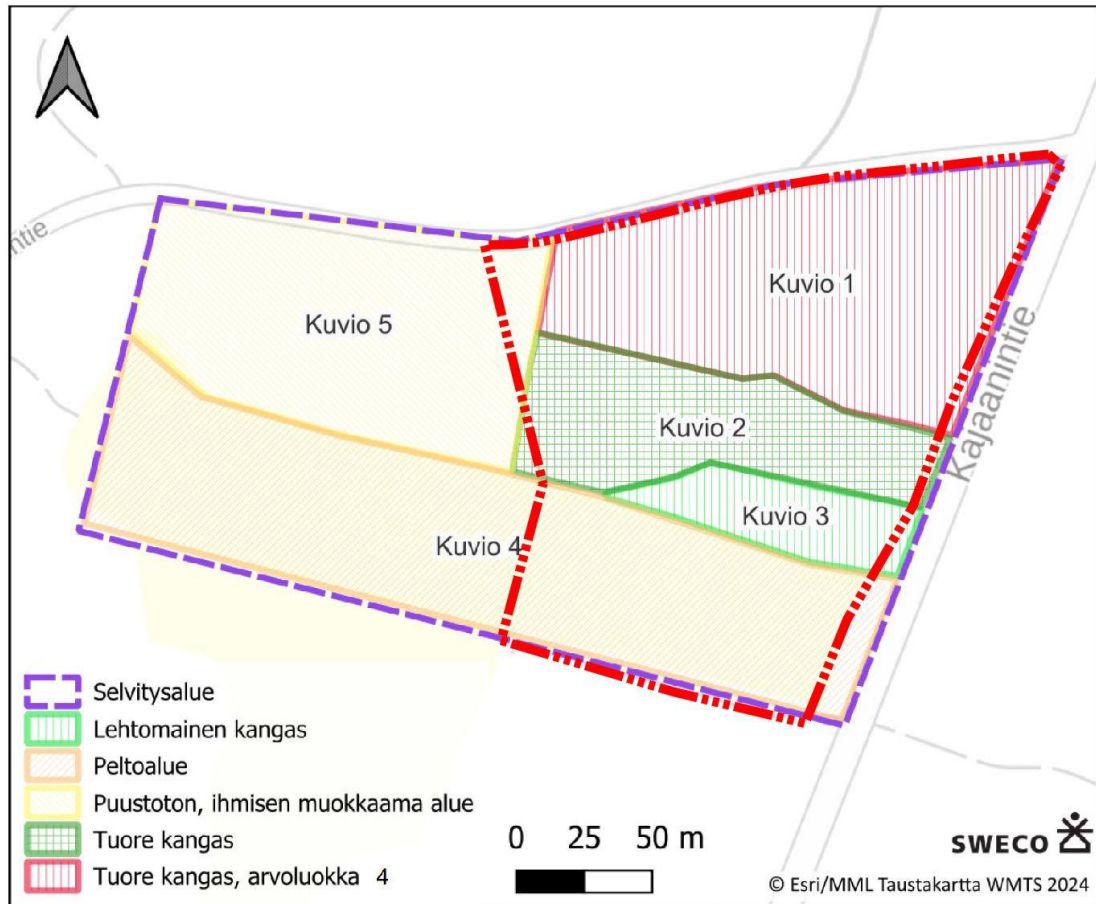 Kuvio 1
ntie
Kuvio 5
Kuvio 2
Kajaanintie
Kuvio 3
Kuvio 4
Selvitysalue
Lehtomainen kangas
Peltoalue
Puustoton, ihmisen muokkaama alue
Tuore kangas
Tuore kangas, arvoluokka 4
0 25 50 m
SWECO
© Esri/MML Taustakartta WMTS 2024